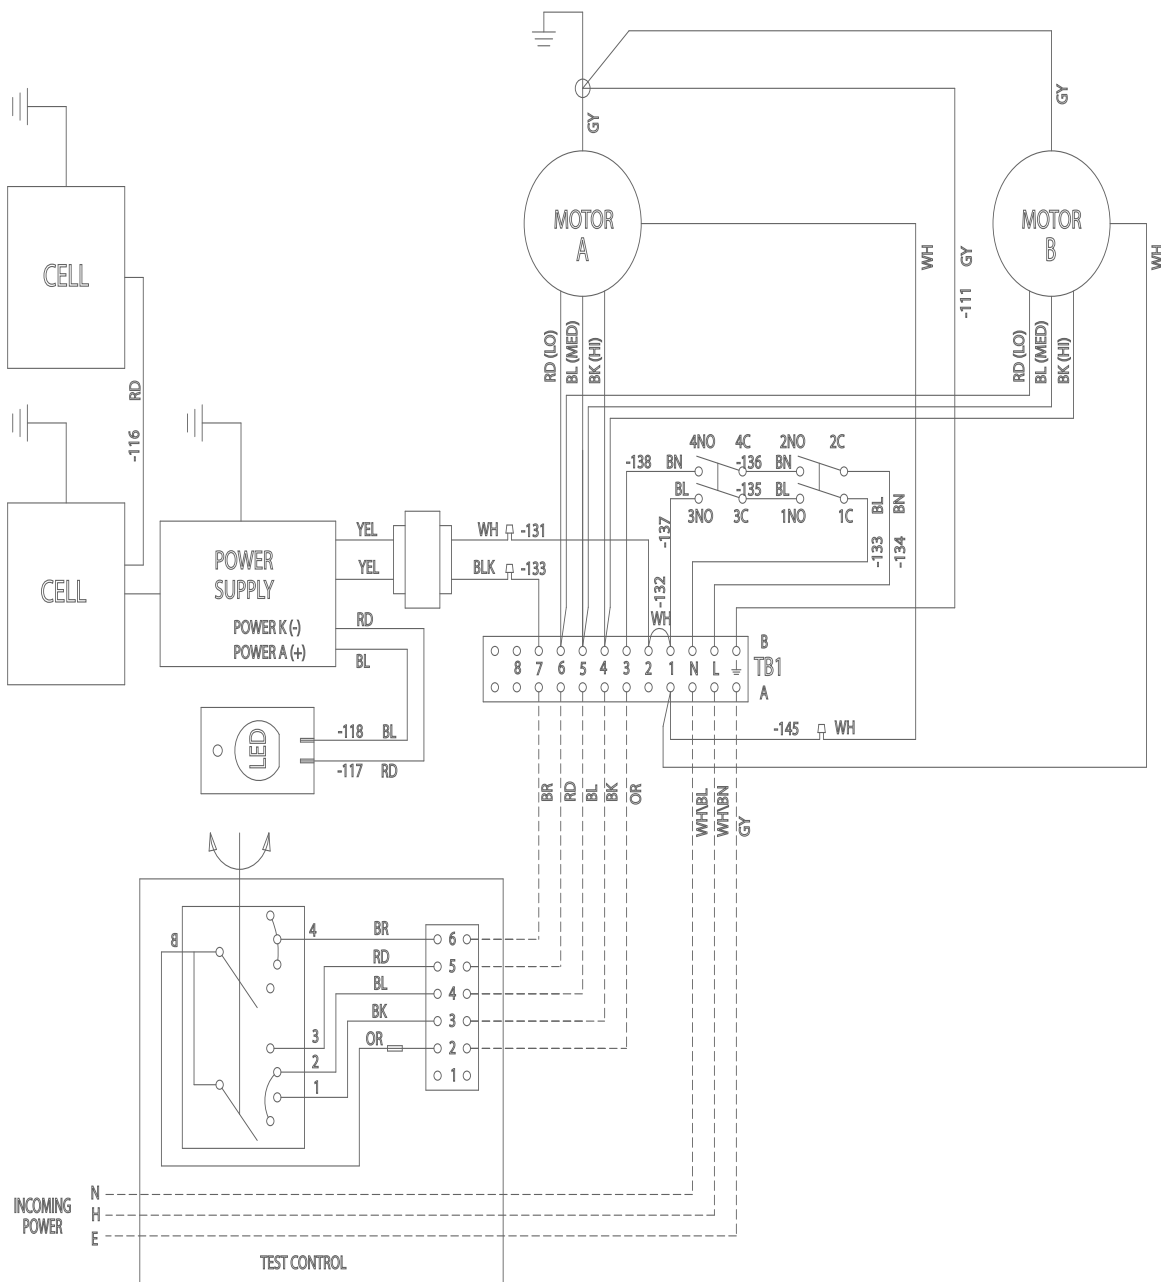 GY
GY
MOTOR
A
MOTOR
B
WH
GY
-111
WH
CELL
RD
-116
RD (LO)
BL (MED)
BK (HI)
RD (LO)
BL (MED)
BK (HI)
4NO 4C 2NO 2C
-138 BN -136 BN
BL -135 BL
3NO 3C 1NO 1C
BL
BN
-133
-134
-137
-132
WH
YEL WH -131
YEL BLK -133
CELL
POWER
SUPPLY
POWER K (-)
POWER A (+)
RD
BL
B
8 7 6 5 4 3 2 1 N L
TB1
A
-145 WH
LED
-118 BL
-117 RD
BR
RD
BL
BK
OR
WH\BL
WH\BN
GY
B
4 BR 6
RD 5
BL 4
BK 3
3 OR 2
2
1
1
INCOMING
POWER
N
H
E
TEST CONTROL